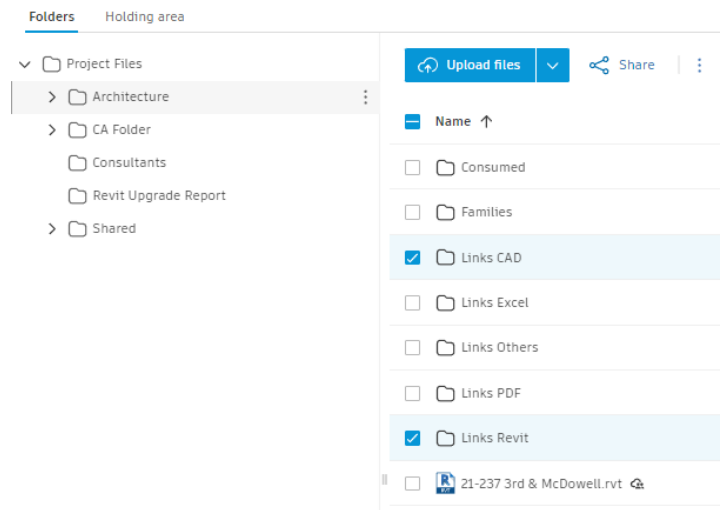 Folders Holding area
Project Files
Architecture
CA Folder
Consultants
Revit Upgrade Report
Shared
Upload files Share
Name
Consumed
Families
Links CAD
Links Excel
Links Others
Links PDF
Links Revit
R RVT 21-237 3rd & McDowell.rvt